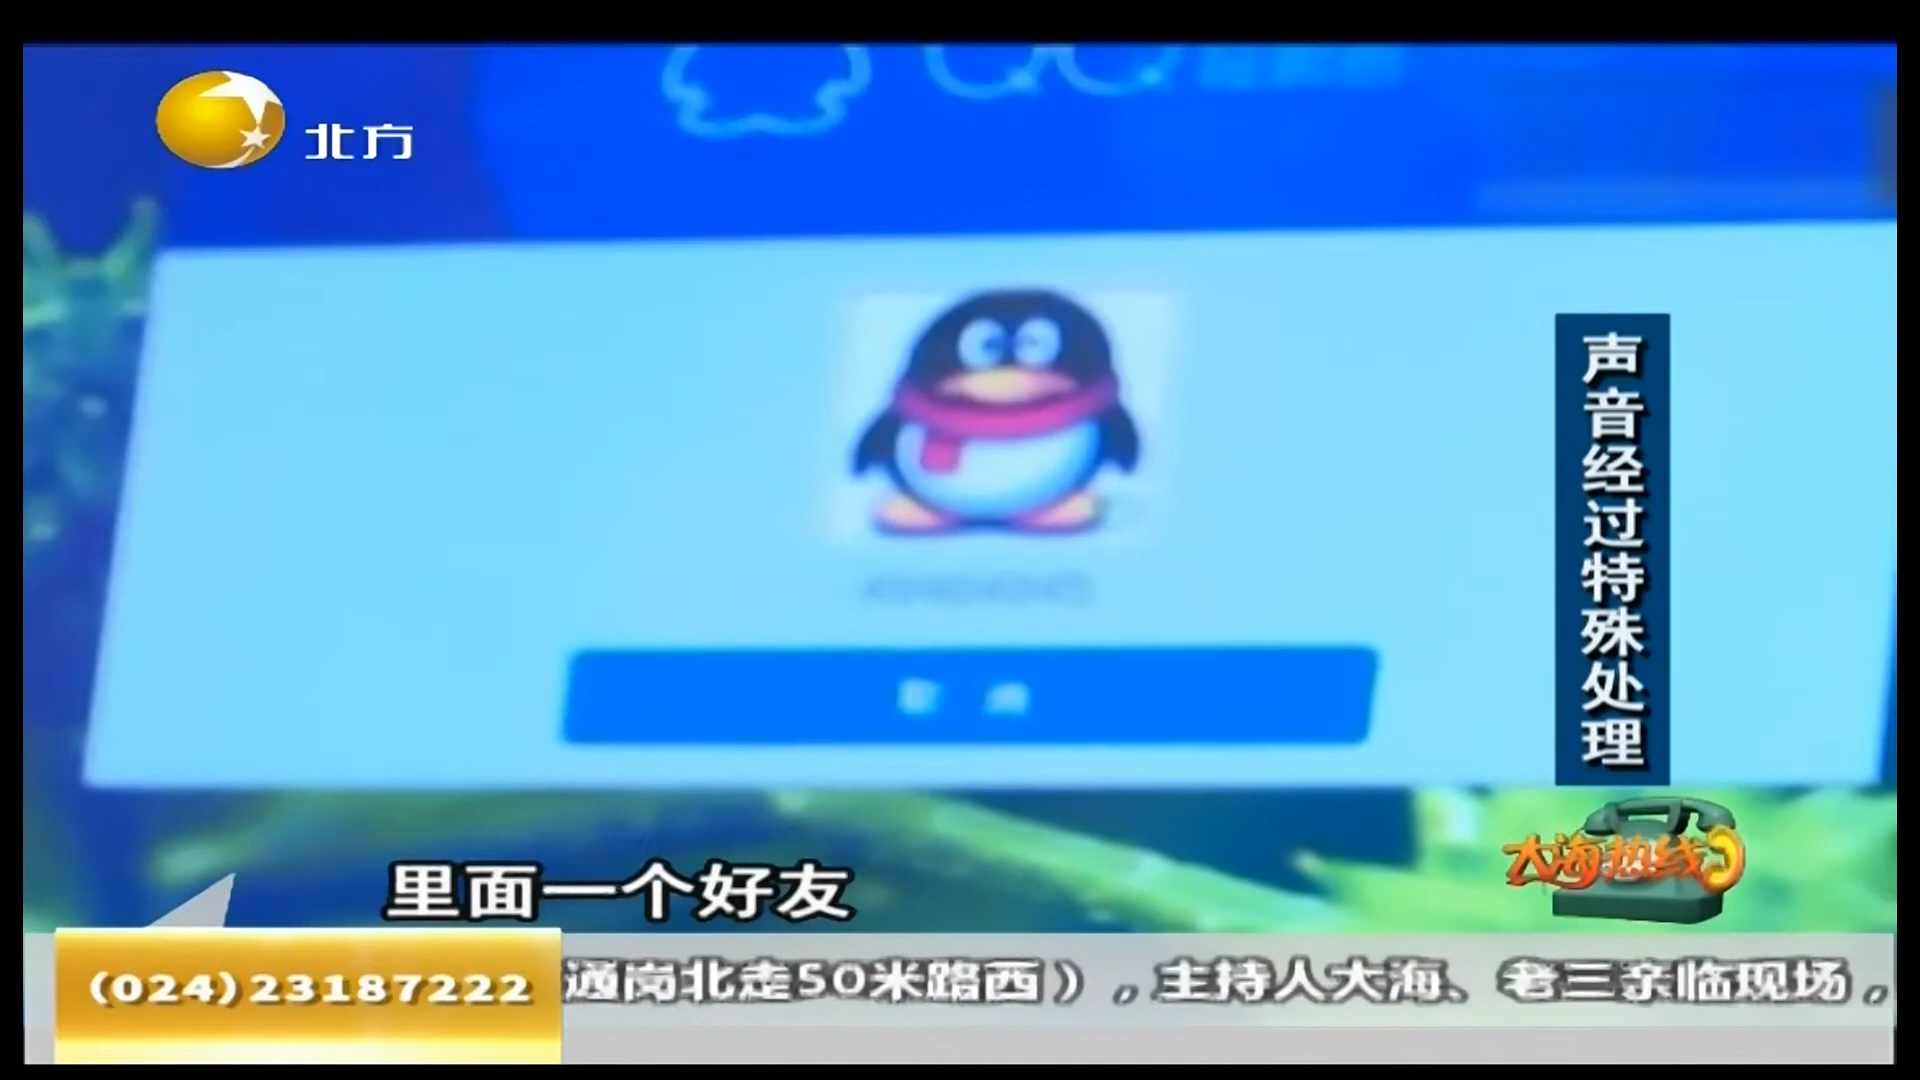 北方
声音经过特殊处理
大海热线
里面一个好友
(024)23187222
通岗北走50米路西），主持人大海、老三亲临现场，